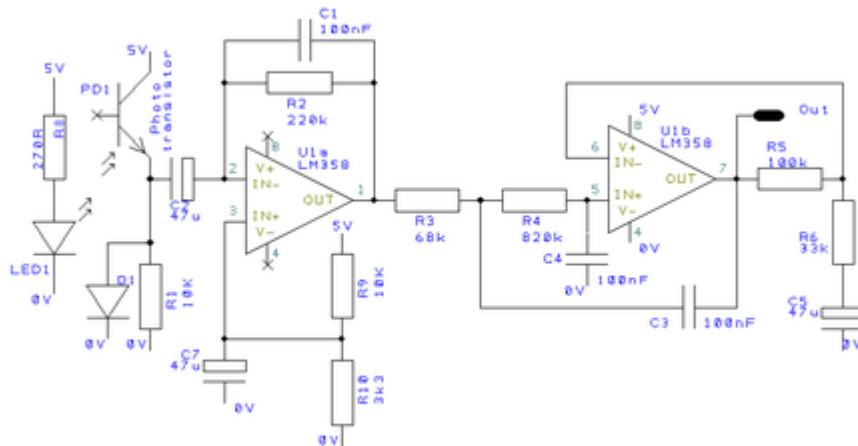 C1
100nF
5V
5V
PD1
Photo
transistor
R2
220k
270R
R8
U1a
LM358
8
2
V+
IN-
3
IN+
V-
OUT
1
4
C2
47u
LED1
0V
D1
0V
R1
10K
0V
5V
R9
10K
C7
47u
0V
R10
3k3
0V
R3
68k
R4
820k
C4
100nF
0V
C3
100nF
5V
8
U1b
LM358
6
V+
IN-
5
IN+
V-
OUT
7
4
0V
Out
R5
100k
R6
33k
C5
47u
0V